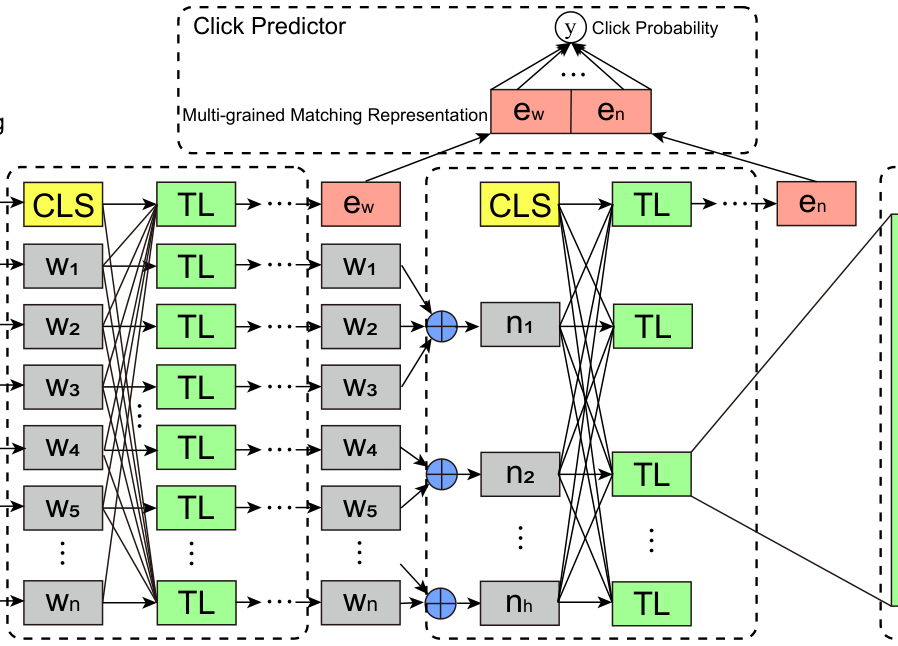 Click Predictor
y
Click Probability
...
Multi-grained Matching Representation
ew
en
g
CLS
TL
...
ew
CLS
TL
...
en
w1
TL
...
w1
w2
TL
...
w2
n1
TL
w3
TL
...
w3
w4
TL
...
w4
n2
TL
w5
TL
...
w5
wn
TL
...
wn
nh
TL